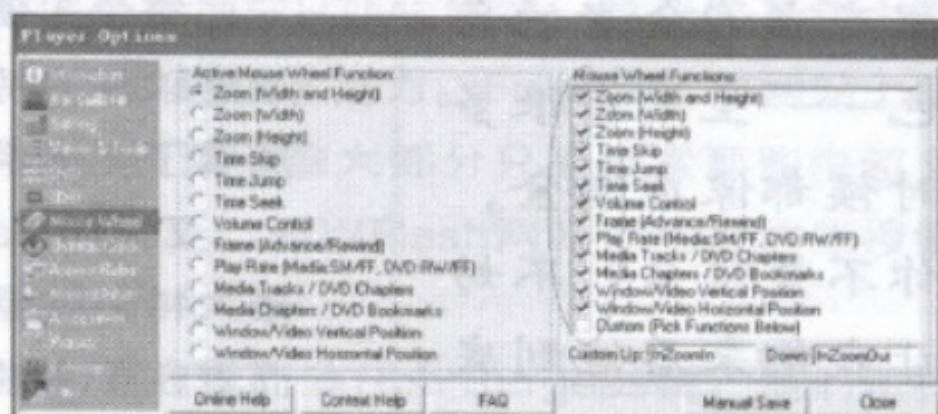 Player Options
Information
Mouse Wheel
Active Mouse Wheel Function:
Zoom (Width and Height)
Zoom (Width)
Zoom (Height)
Time Skip
Time Jump
Time Seek
Volume Control
Frame (Advance/Rewind)
Play Rate (Media:SM/FF, DVD:RW/FF)
Media Tracks / DVD Chapters
Media Chapters / DVD Bookmarks
Window/Video Vertical Position
Window/Video Horizontal Position
Mouse Wheel Functions:
Zoom (Width and Height)
Zoom (Width)
Zoom (Height)
Time Skip
Time Jump
Time Seek
Volume Control
Frame (Advance/Rewind)
Play Rate (Media:SM/FF, DVD:RW/FF)
Media Tracks / DVD Chapters
Media Chapters / DVD Bookmarks
Window/Video Vertical Position
Window/Video Horizontal Position
Custom (Pick Functions Below)
Custom Up: InZoomIn Down: InZoomOut
Online Help Context Help FAQ Manual Save Close